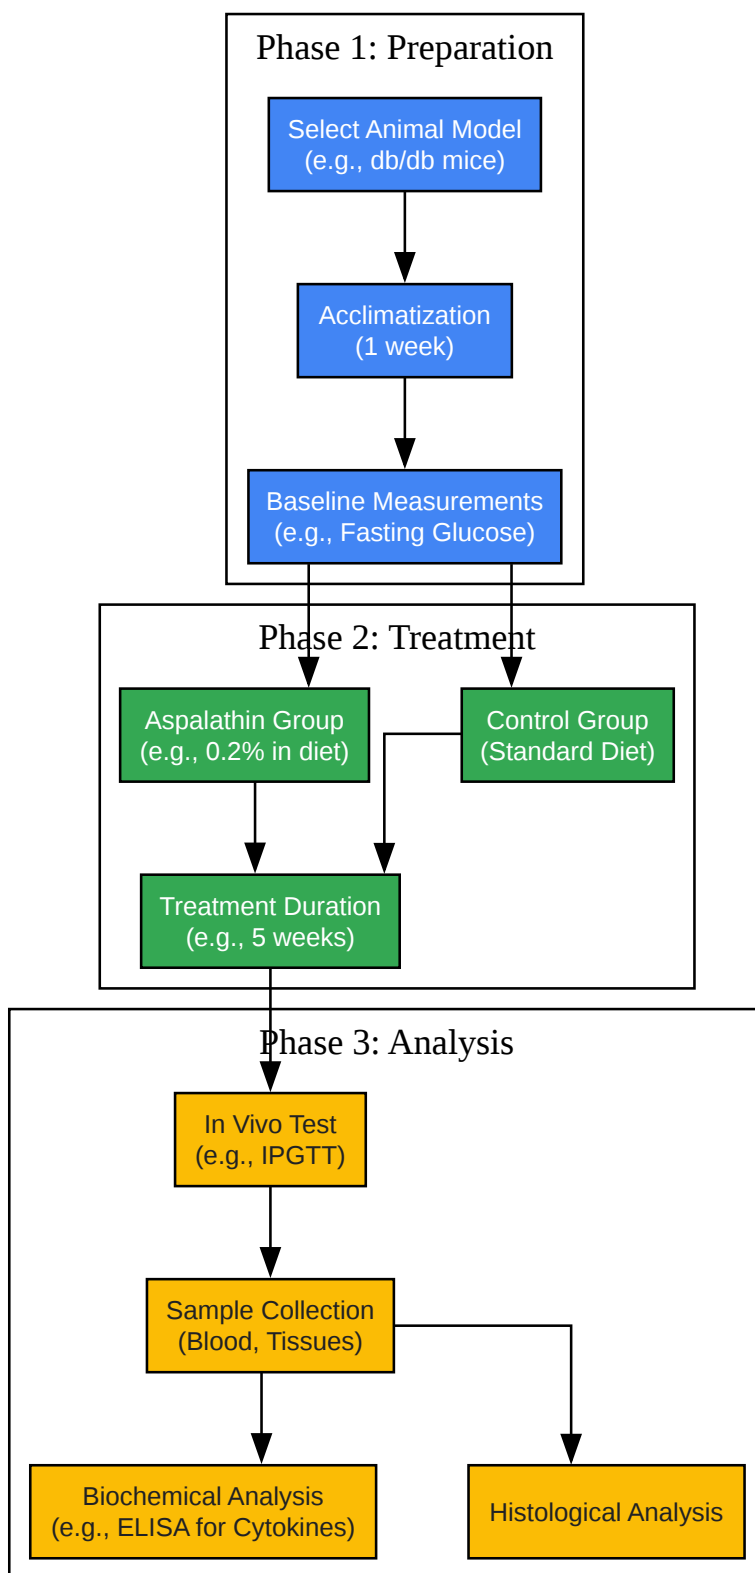 Phase 1: Preparation
Select Animal Model
(e.g., db/db mice)
Acclimatization
(1 week)
Baseline Measurements
(e.g., Fasting Glucose)
Phase 2: Treatment
Aspalathin Group
(e.g., 0.2% in diet)
Control Group
(Standard Diet)
Treatment Duration
(e.g., 5 weeks)
Phase 3: Analysis
In Vivo Test
(e.g., IPGTT)
Sample Collection
(Blood, Tissues)
Biochemical Analysis
(e.g., ELISA for Cytokines)
Histological Analysis